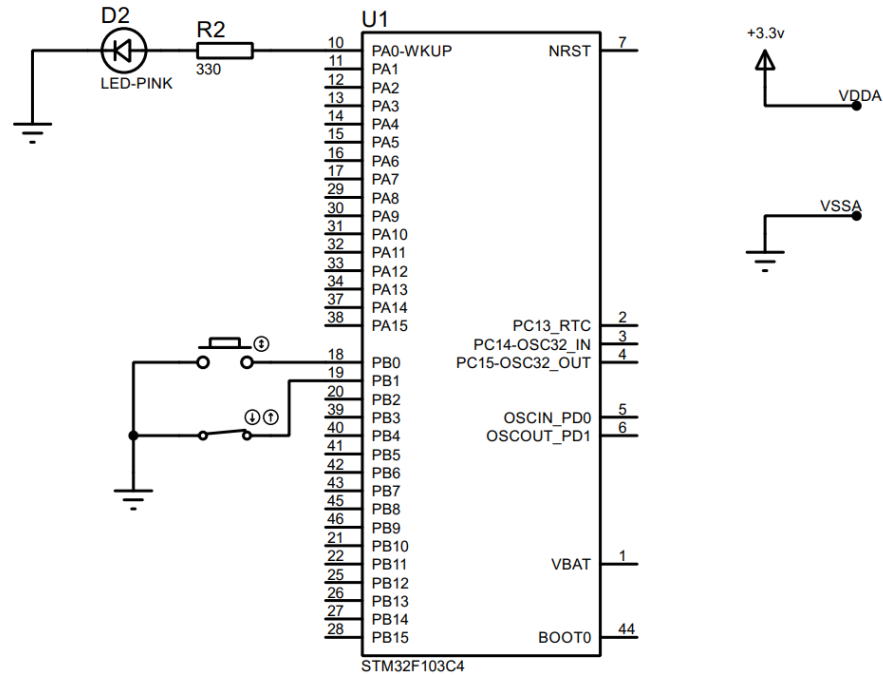 D2
R2
330
LED-PINK
U1
10 PA0-WKUP
11 PA1
12 PA2
13 PA3
14 PA4
15 PA5
16 PA6
17 PA7
29 PA8
30 PA9
31 PA10
32 PA11
33 PA12
34 PA13
37 PA14
38 PA15
18 PB0
19 PB1
20 PB2
39 PB3
40 PB4
41 PB5
42 PB6
43 PB7
45 PB8
46 PB9
21 PB10
22 PB11
25 PB12
26 PB13
27 PB14
28 PB15
NRST 7
PC13_RTC 2
PC14-OSC32_IN 3
PC15-OSC32_OUT 4
OSCIN_PD0 5
OSCOUT_PD1 6
VBAT 1
BOOT0 44
STM32F103C4
+3.3v
VDDA
VSSA